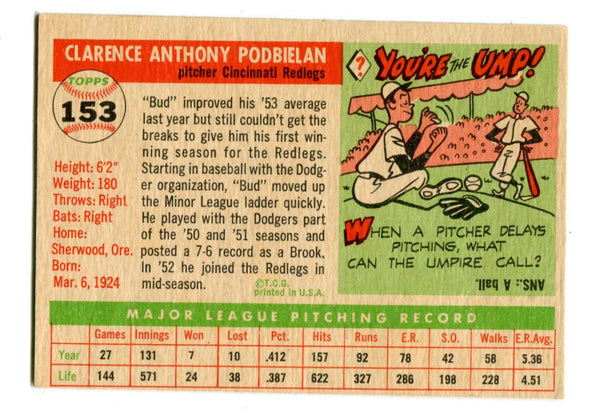 CLARENCE ANTHONY PODBIELAN
pitcher Cincinnati Redlegs
TOPPS
153
Height: 6'2"
Weight: 180
Throws: Right
Bats: Right
Home:
Sherwood, Ore.
Born:
Mar. 6, 1924
"Bud" improved his '53 average
last year but still couldn't get the
breaks to give him his first win-
ning season for the Redlegs.
Starting in baseball with the Dodg-
er organization, "Bud" moved up
the Minor League ladder quickly.
He played with the Dodgers part
of the '50 and '51 seasons and
posted a 7-6 record as a Brook.
In '52 he joined the Redlegs in
mid-season.
©T.C.G.
printed in U.S.A.
? YOU'RE THE UMP!
WHEN A PITCHER DELAYS
PITCHING, WHAT
CAN THE UMPIRE CALL?
ANS.: A ball.
MAJOR LEAGUE PITCHING RECORD
Games Innings Won Lost Pct. Hits Runs E.R. S.O. Walks E.R.Avg.
Year 27 131 7 10 .412 157 92 78 42 58 5.36
Life 144 571 24 38 .387 622 327 286 198 228 4.51